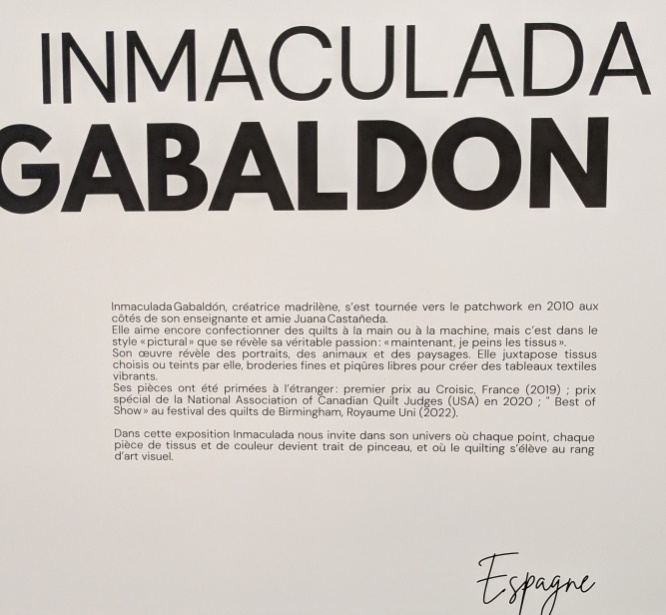 INMACULADA
GABALDON
Inmaculada Gabaldón, créatrice madrilène, s'est tournée vers le patchwork en 2010 aux
côtés de son enseignante et amie Juana Castañeda.
Elle aime encore confectionner des quilts à la main ou à la machine, mais c'est dans le
style « pictural » que se révèle sa véritable passion : « maintenant, je peins les tissus ».
Son œuvre révèle des portraits, des animaux et des paysages. Elle juxtapose tissus
choisis ou teints par elle, broderies fines et piqûres libres pour créer des tableaux textiles
vibrants.
Ses pièces ont été primées à l'étranger: premier prix au Croisic, France (2019) ; prix
spécial de la National Association of Canadian Quilt Judges (USA) en 2020 ; " Best of
Show » au festival des quilts de Birmingham, Royaume Uni (2022).
Dans cette exposition Inmaculada nous invite dans son univers où chaque point, chaque
pièce de tissus et de couleur devient trait de pinceau, et où le quilting s'élève au rang
d'art visuel.
Espagne